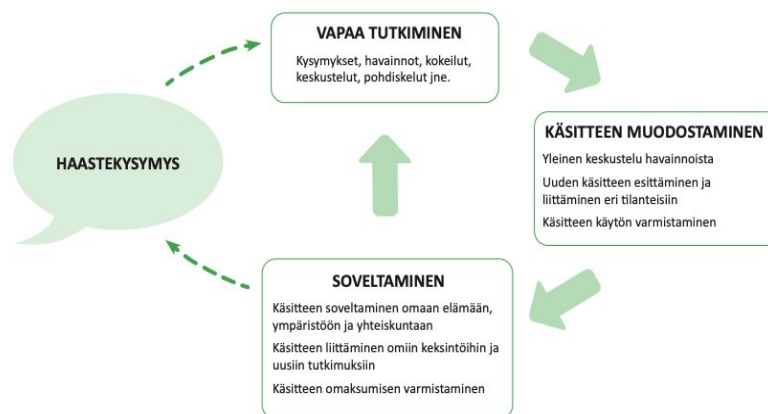 VAPAA TUTKIMINEN
Kysymykset, havainnot, kokeilut,
keskustelut, pohdiskelut jne.
HAASTEKYSYMYS
KÄSITTEEN MUODOSTAMINEN
Yleinen keskustelu havainnoista
Uuden käsitteen esittäminen ja
liittäminen eri tilanteisiin
Käsitteen käytön varmistaminen
SOVELTAMINEN
Käsitteen soveltaminen omaan elämään,
ympäristöön ja yhteiskuntaan
Käsitteen liittäminen omiin keksintöihin ja
uusiin tutkimuksiin
Käsitteen omaksumisen varmistaminen